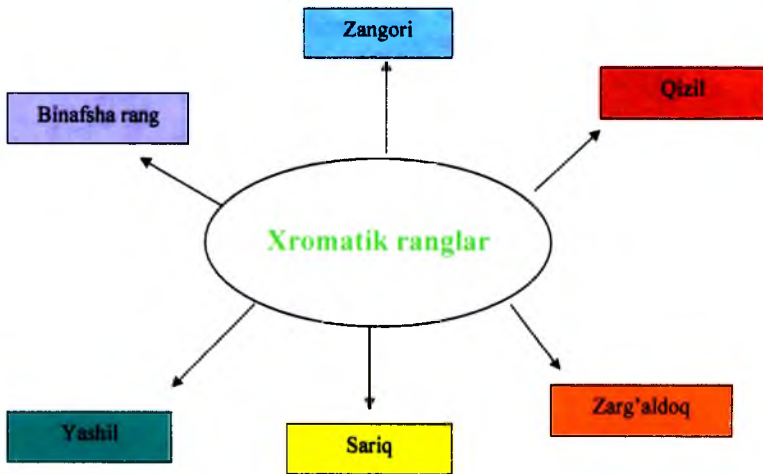 Zangori
Qizil
Binafsha rang
Xromatik ranglar
Zarg’aldoq
Yashil
Sariq